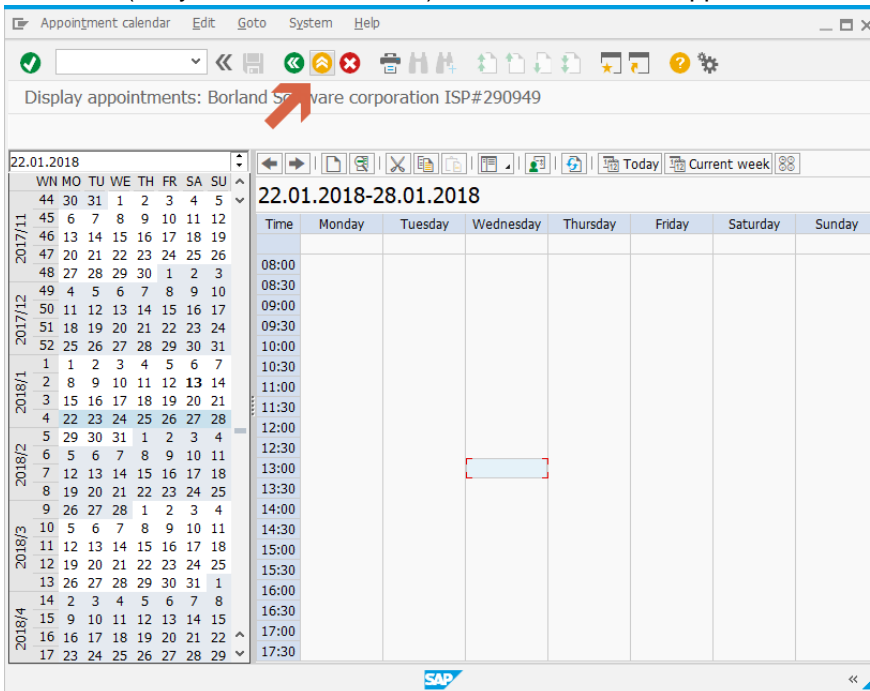 Appointment calendar Edit Goto System Help
Display appointments: Borland Software corporation ISP#290949
22.01.2018
Today Current week
WN MO TU WE TH FR SA SU
22.01.2018-28.01.2018
Time Monday Tuesday Wednesday Thursday Friday Saturday Sunday
2017/11
44 30 31 1 2 3 4 5
45 6 7 8 9 10 11 12
46 13 14 15 16 17 18 19
47 20 21 22 23 24 25 26
48 27 28 29 30 1 2 3
2017/12
49 4 5 6 7 8 9 10
50 11 12 13 14 15 16 17
51 18 19 20 21 22 23 24
52 25 26 27 28 29 30 31
2018/1
1 1 2 3 4 5 6 7
2 8 9 10 11 12 13 14
3 15 16 17 18 19 20 21
4 22 23 24 25 26 27 28
5 29 30 31 1 2 3 4
2018/2
6 5 6 7 8 9 10 11
7 12 13 14 15 16 17 18
8 19 20 21 22 23 24 25
9 26 27 28 1 2 3 4
2018/3
10 5 6 7 8 9 10 11
11 12 13 14 15 16 17 18
12 19 20 21 22 23 24 25
13 26 27 28 29 30 31 1
2018/4
14 2 3 4 5 6 7 8
15 9 10 11 12 13 14 15
16 16 17 18 19 20 21 22
17 23 24 25 26 27 28 29
08:00
08:30
09:00
09:30
10:00
10:30
11:00
11:30
12:00
12:30
13:00
13:30
14:00
14:30
15:00
15:30
16:00
16:30
17:00
17:30
SAP